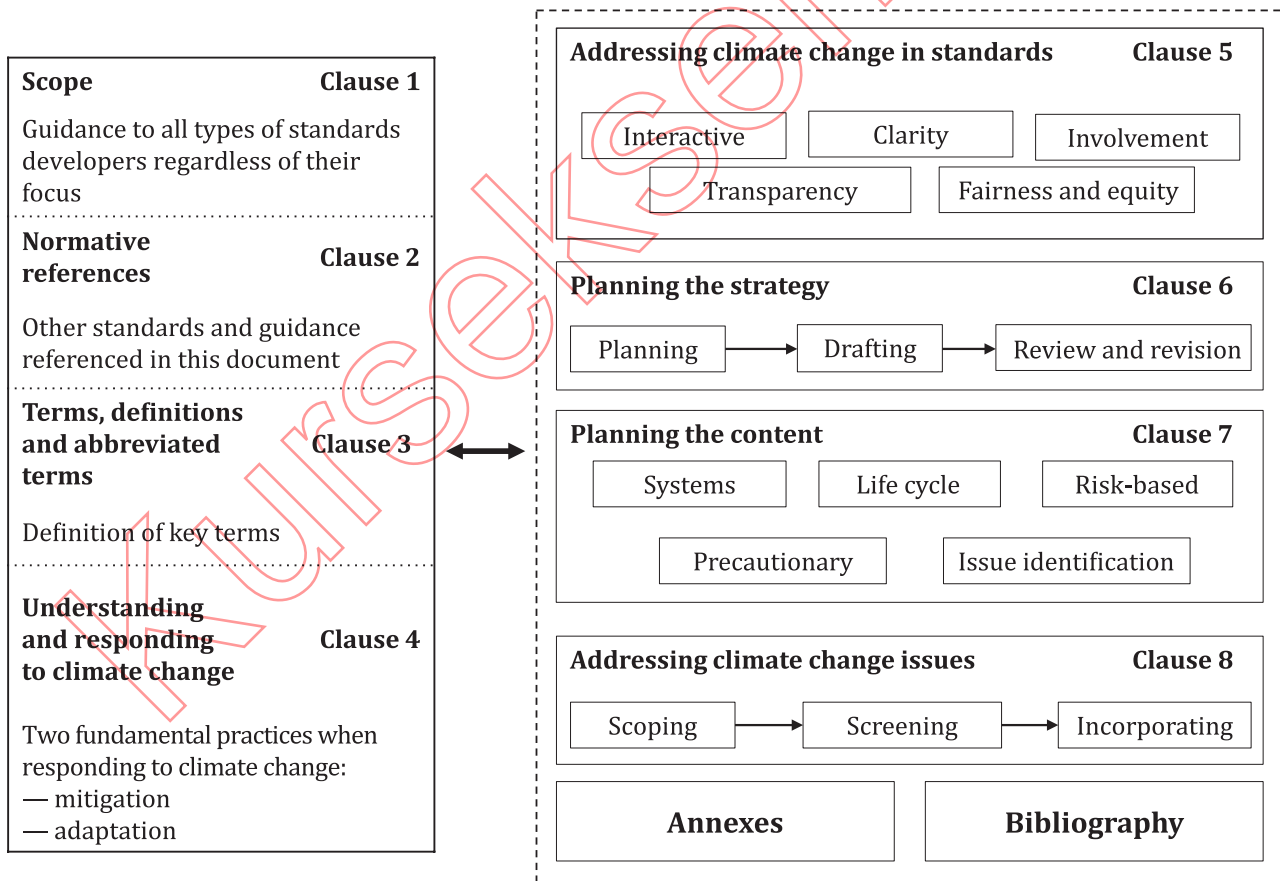 Scope Clause 1
Guidance to all types of standards
developers regardless of their
focus
Normative
references Clause 2
Other standards and guidance
referenced in this document
Terms, definitions
and abbreviated Clause 3
terms
Definition of key terms
Understanding
and responding Clause 4
to climate change
Two fundamental practices when
responding to climate change:
— mitigation
— adaptation
Addressing climate change in standards Clause 5
Interactive Clarity Involvement
Transparency Fairness and equity
Planning the strategy Clause 6
Planning Drafting Review and revision
Planning the content Clause 7
Systems Life cycle Risk-based
Precautionary Issue identification
Addressing climate change issues Clause 8
Scoping Screening Incorporating
Annexes Bibliography